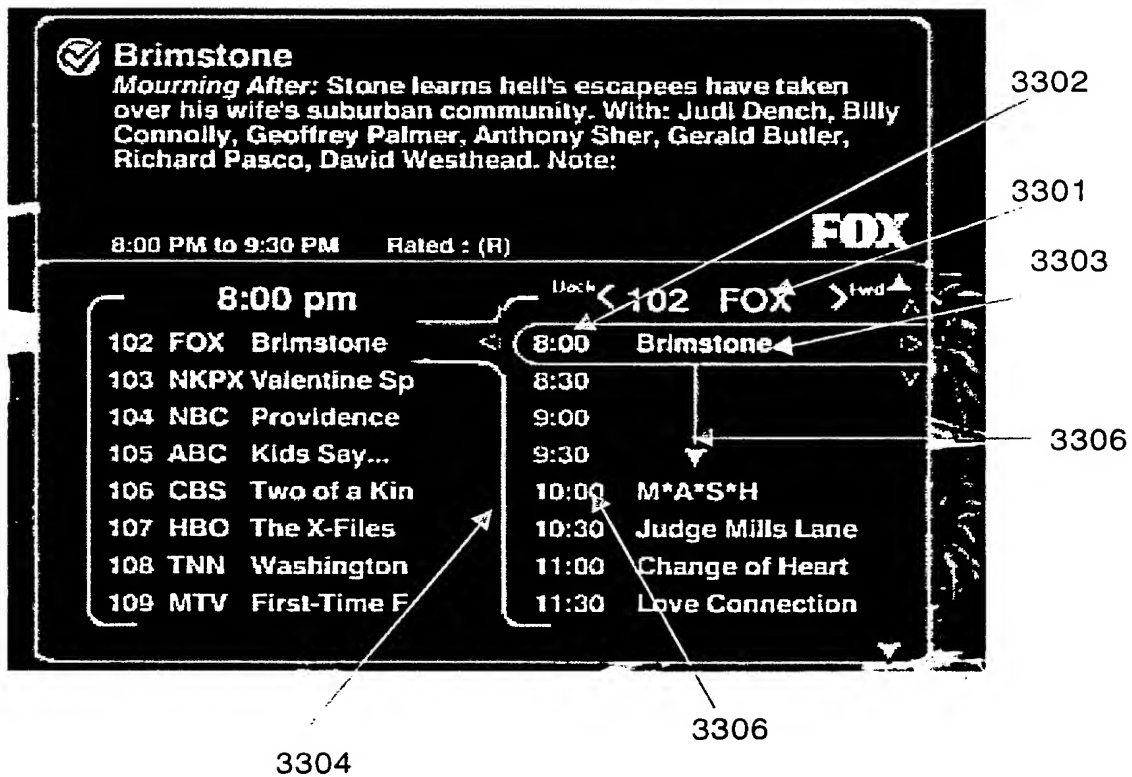 Brimstone
Mourning After: Stone learns hell's escapees have taken
over his wife's suburban community. With: Judi Dench, Billy
Connolly, Geoffrey Palmer, Anthony Sher, Gerald Butler,
Richard Pasco, David Westhead. Note:
8:00 PM to 9:30 PM Rated : (R)
FOX
8:00 pm
102 FOX Brimstone
103 NKPX Valentine Sp
104 NBC Providence
105 ABC Kids Say...
106 CBS Two of a Kin
107 HBO The X-Files
108 TNN Washington
109 MTV First-Time F
Back < 102 FOX > Fwd
8:00 Brimstone
8:30
9:00
9:30
10:00 M*A*S*H
10:30 Judge Mills Lane
11:00 Change of Heart
11:30 Love Connection
3302
3301
3303
3306
3306
3304